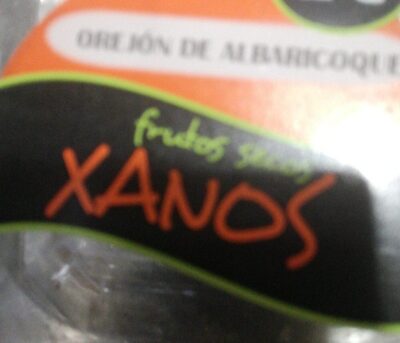 OREJÓN DE ALBARICOQUE
frutos secos
XANOS